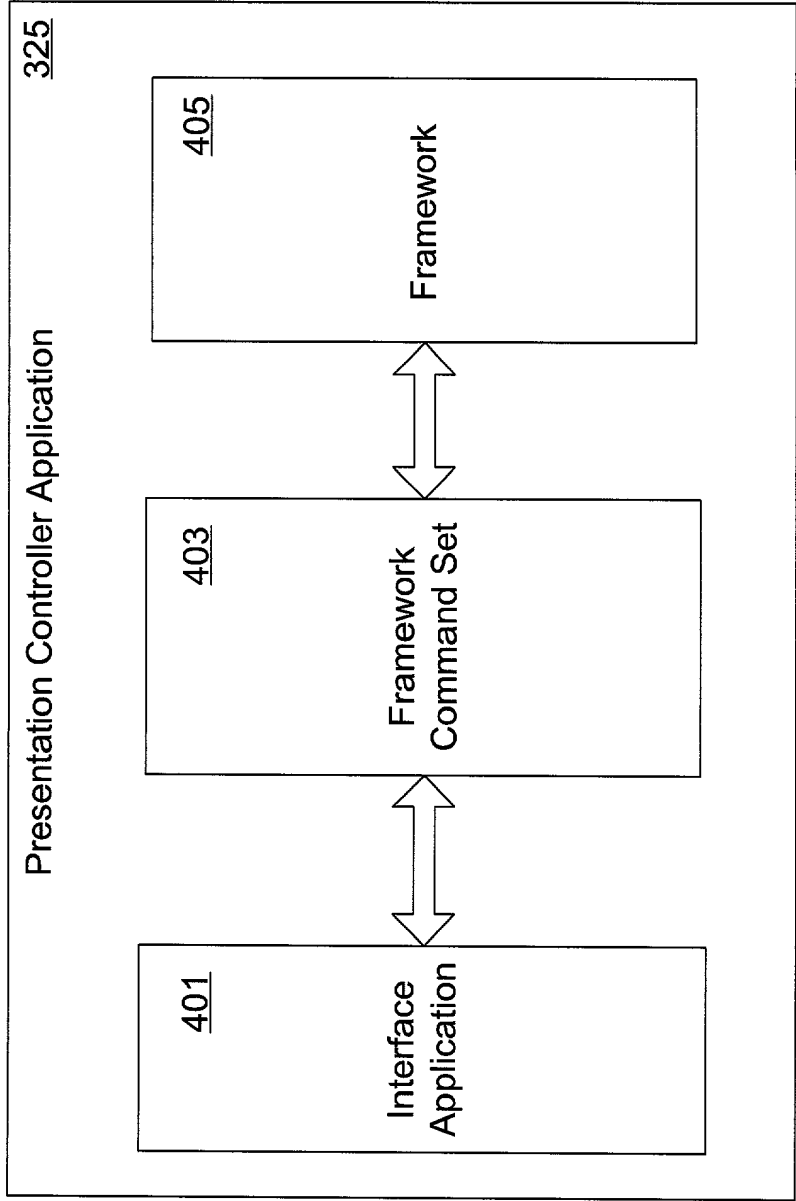 Presentation Controller Application
325
401
Interface
Application
403
Framework
Command Set
405
Framework